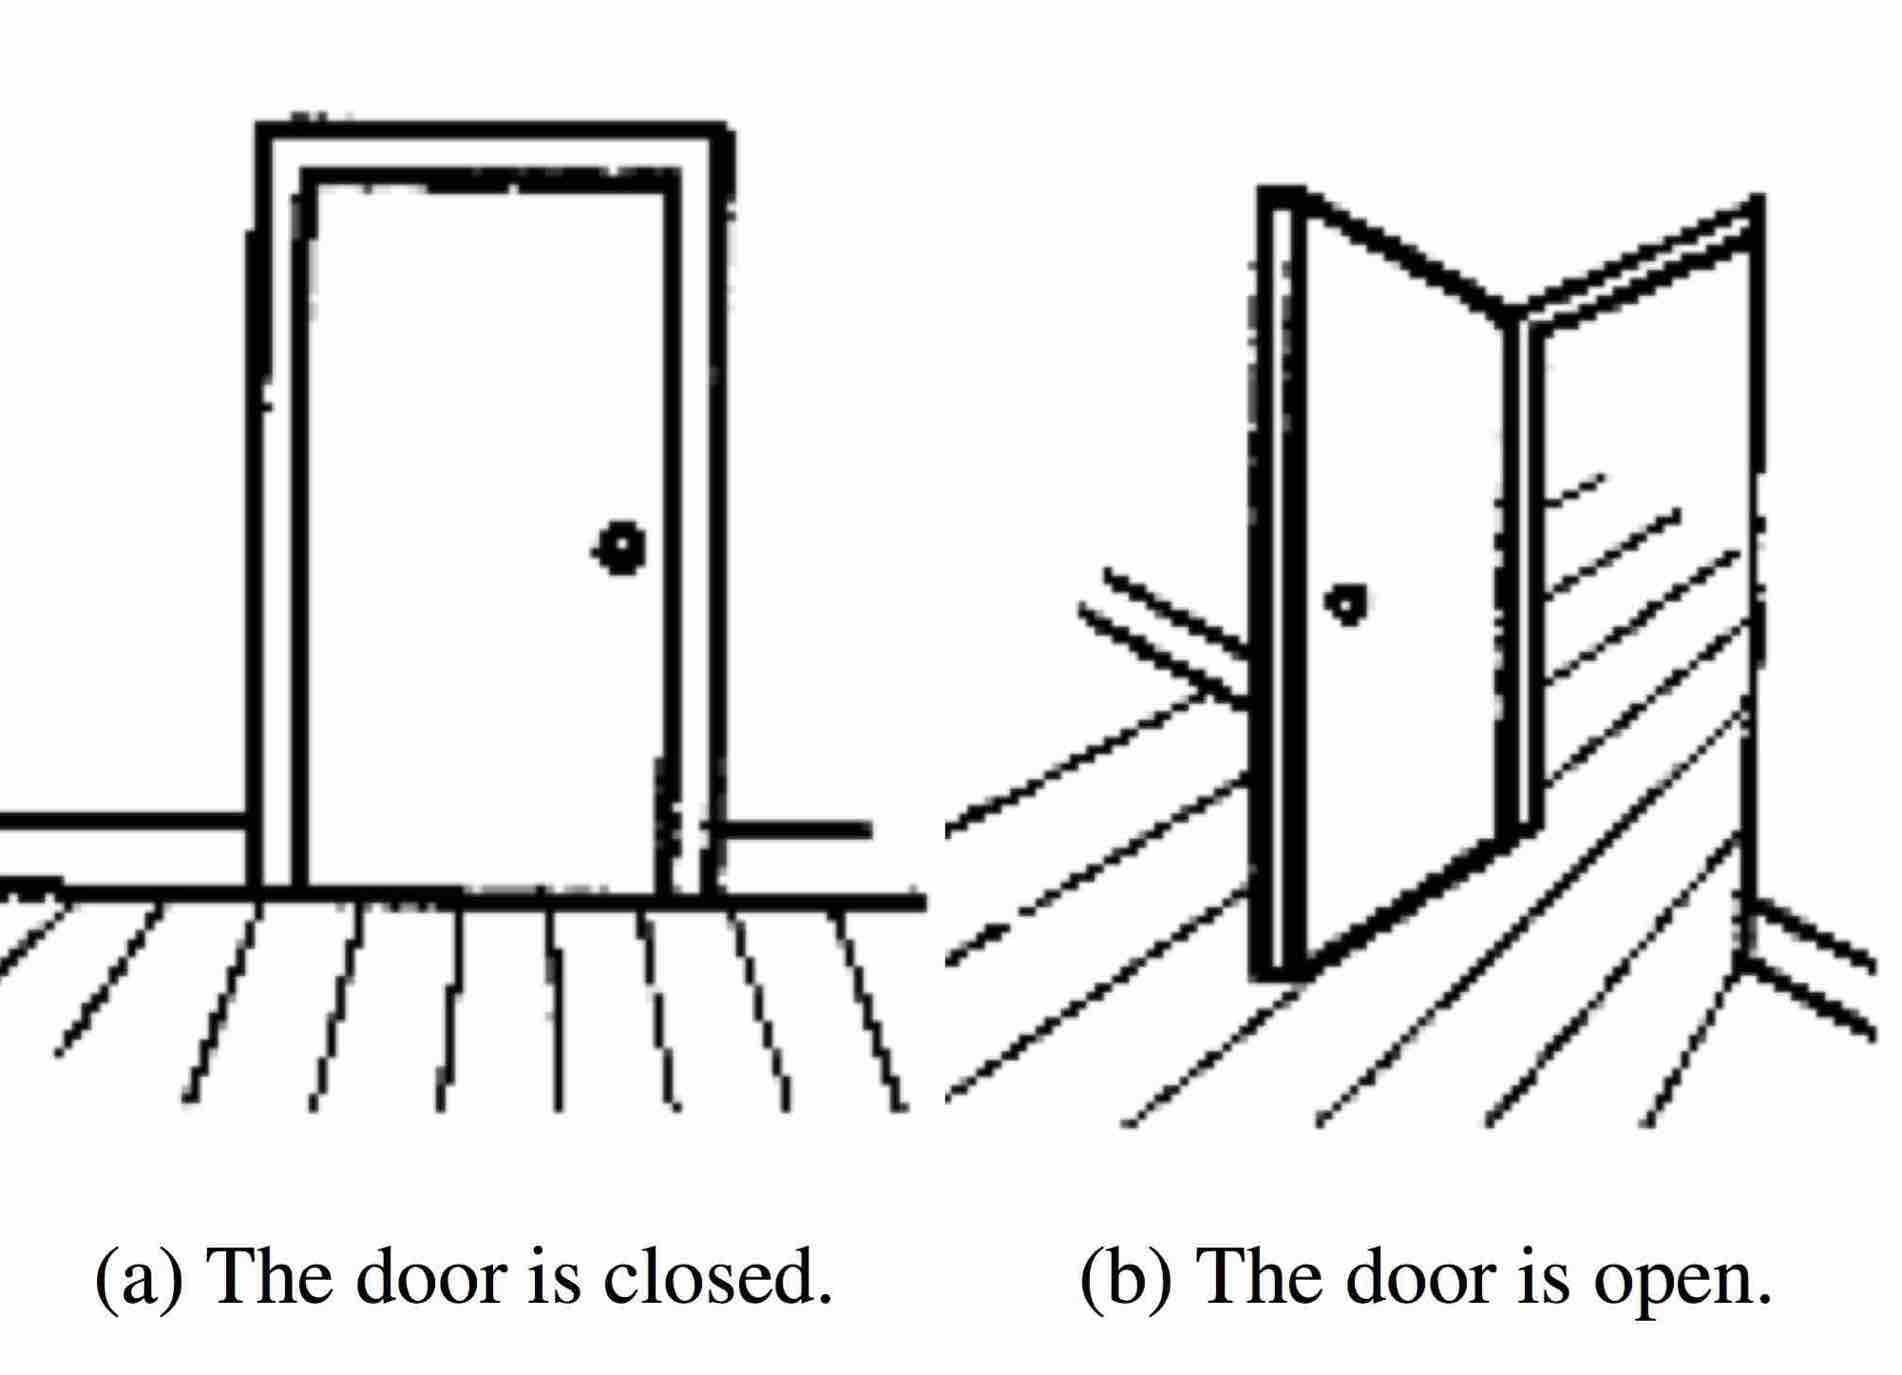 (a) The door is closed.
(b) The door is open.